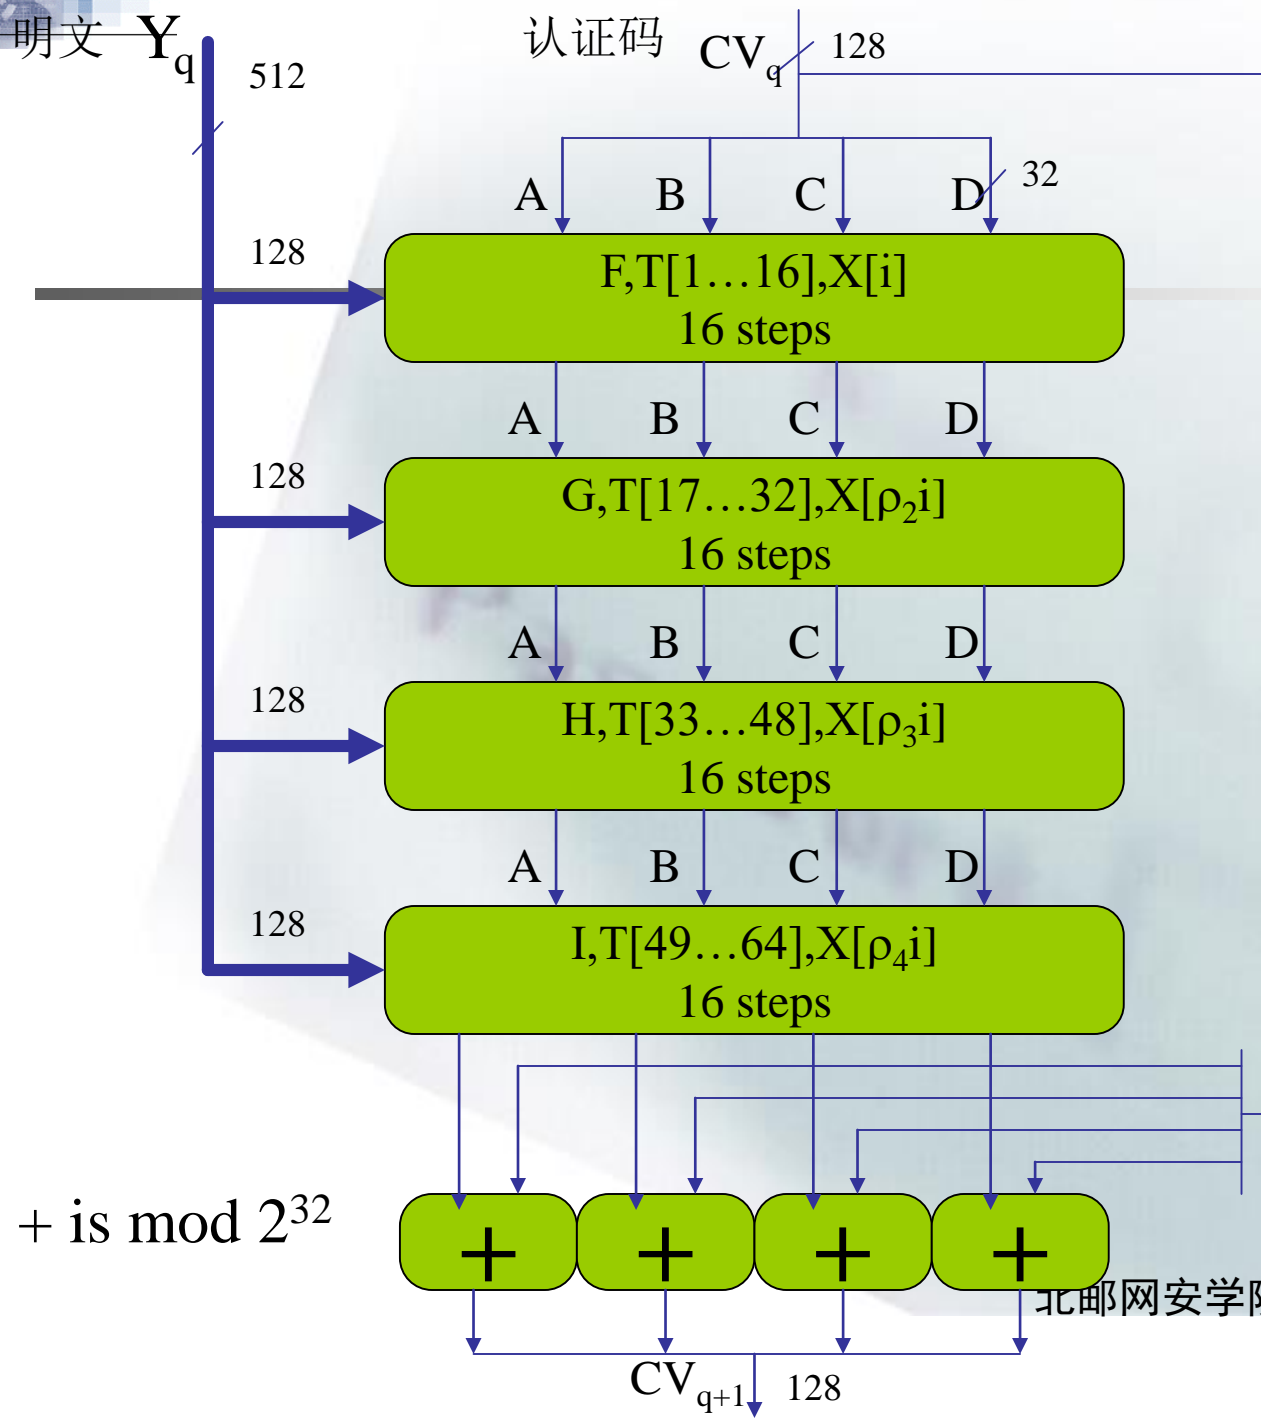 明文 Yq
512
认证码 CVq 128
A B C D 32
128
F,T[1…16],X[i]
16 steps
A B C D
128
G,T[17…32],X[ρ2i]
16 steps
A B C D
128
H,T[33…48],X[ρ3i]
16 steps
A B C D
128
I,T[49…64],X[ρ4i]
16 steps
+ is mod 2^32
+ + + +
北邮网安学院
CVq+1 128